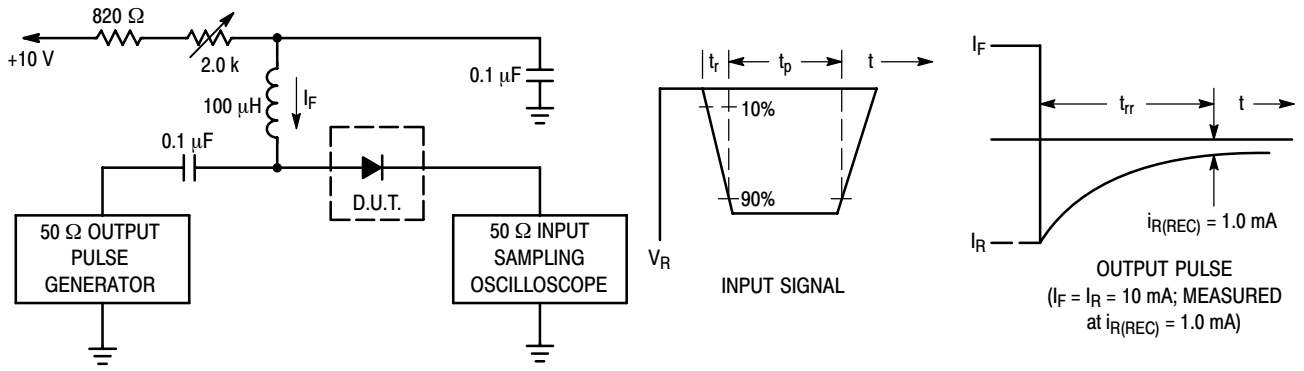 820 Ω
+10 V
2.0 k
100 μH
I_F
0.1 μF
0.1 μF
D.U.T.
50 Ω OUTPUT
PULSE
GENERATOR
50 Ω INPUT
SAMPLING
OSCILLOSCOPE
t_r
t_p
t
10%
90%
V_R
INPUT SIGNAL
I_F
t_rr
t
I_R
i_R(REC) = 1.0 mA
OUTPUT PULSE
(I_F = I_R = 10 mA; MEASURED
at i_R(REC) = 1.0 mA)